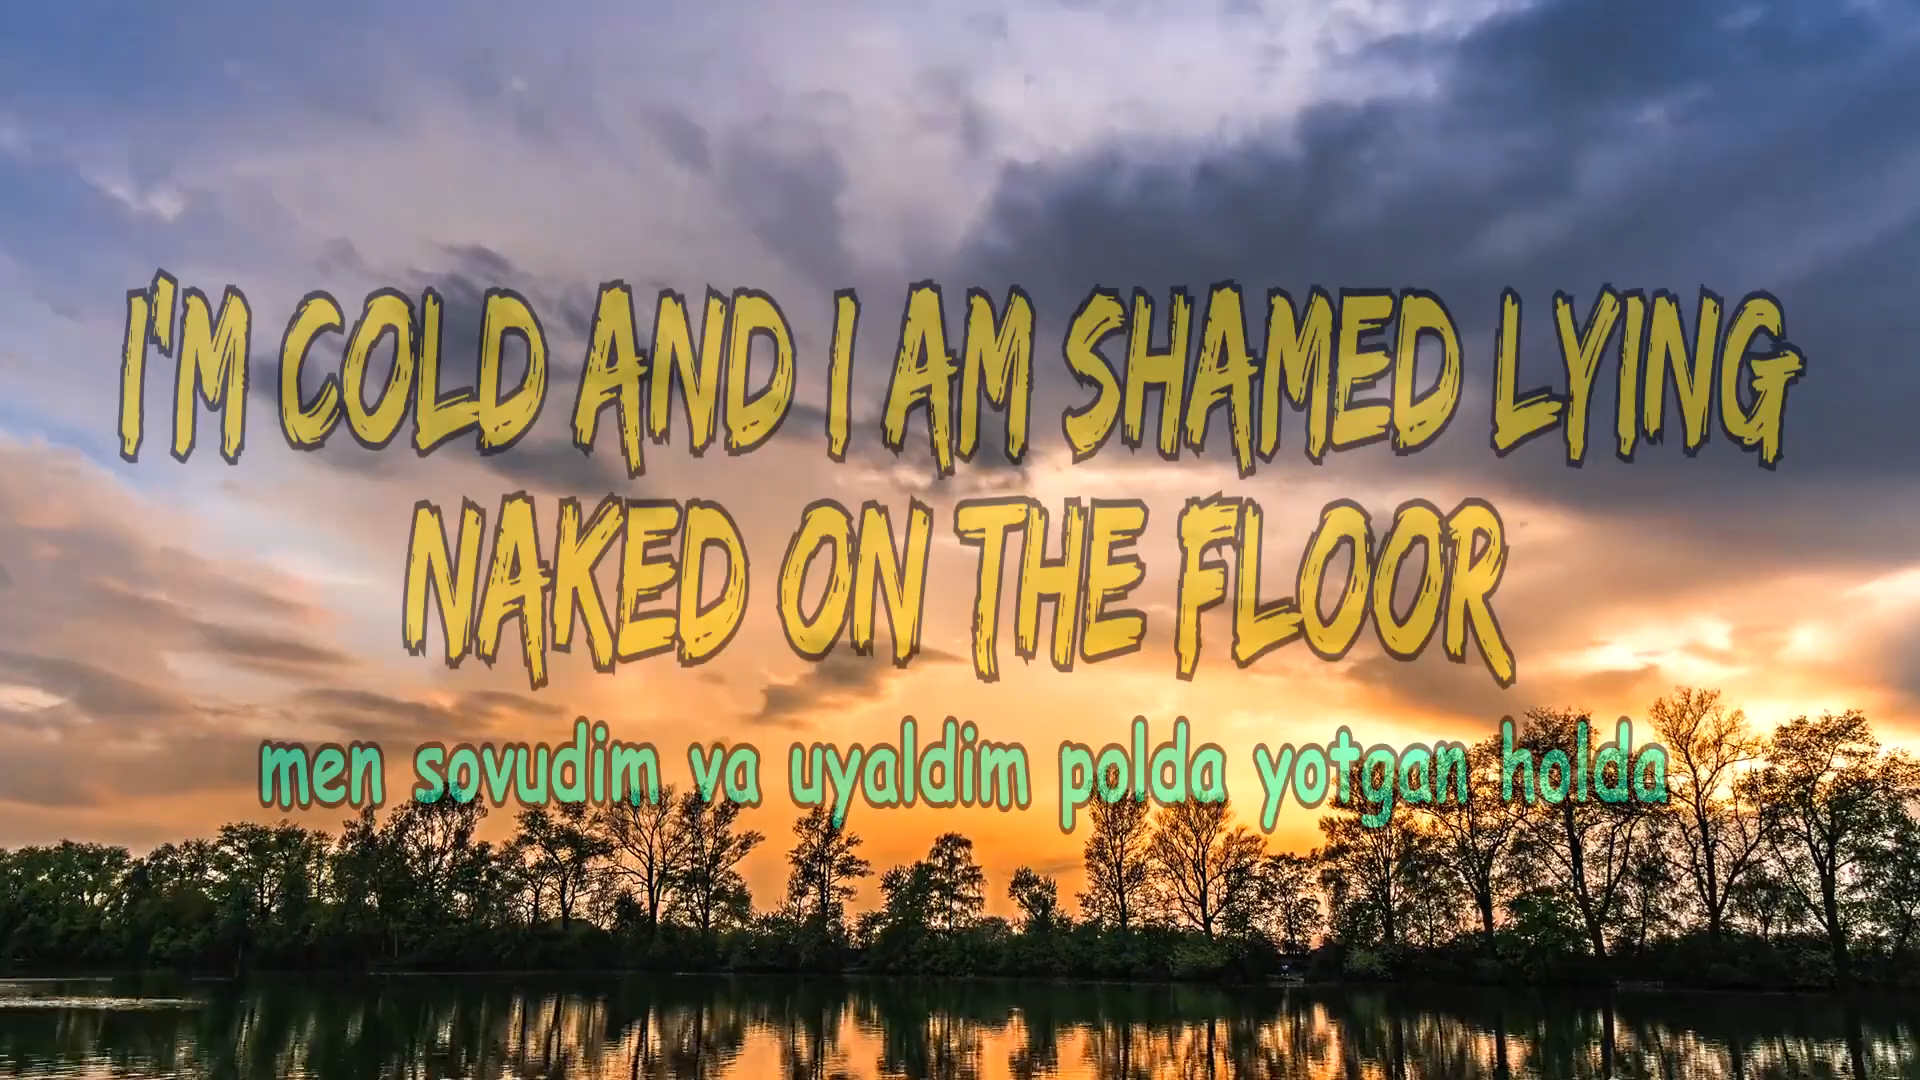 I'M COLD AND I AM SHAMED LYING
NAKED ON THE FLOOR
men sovudim va uyaldim polda yotgan holda